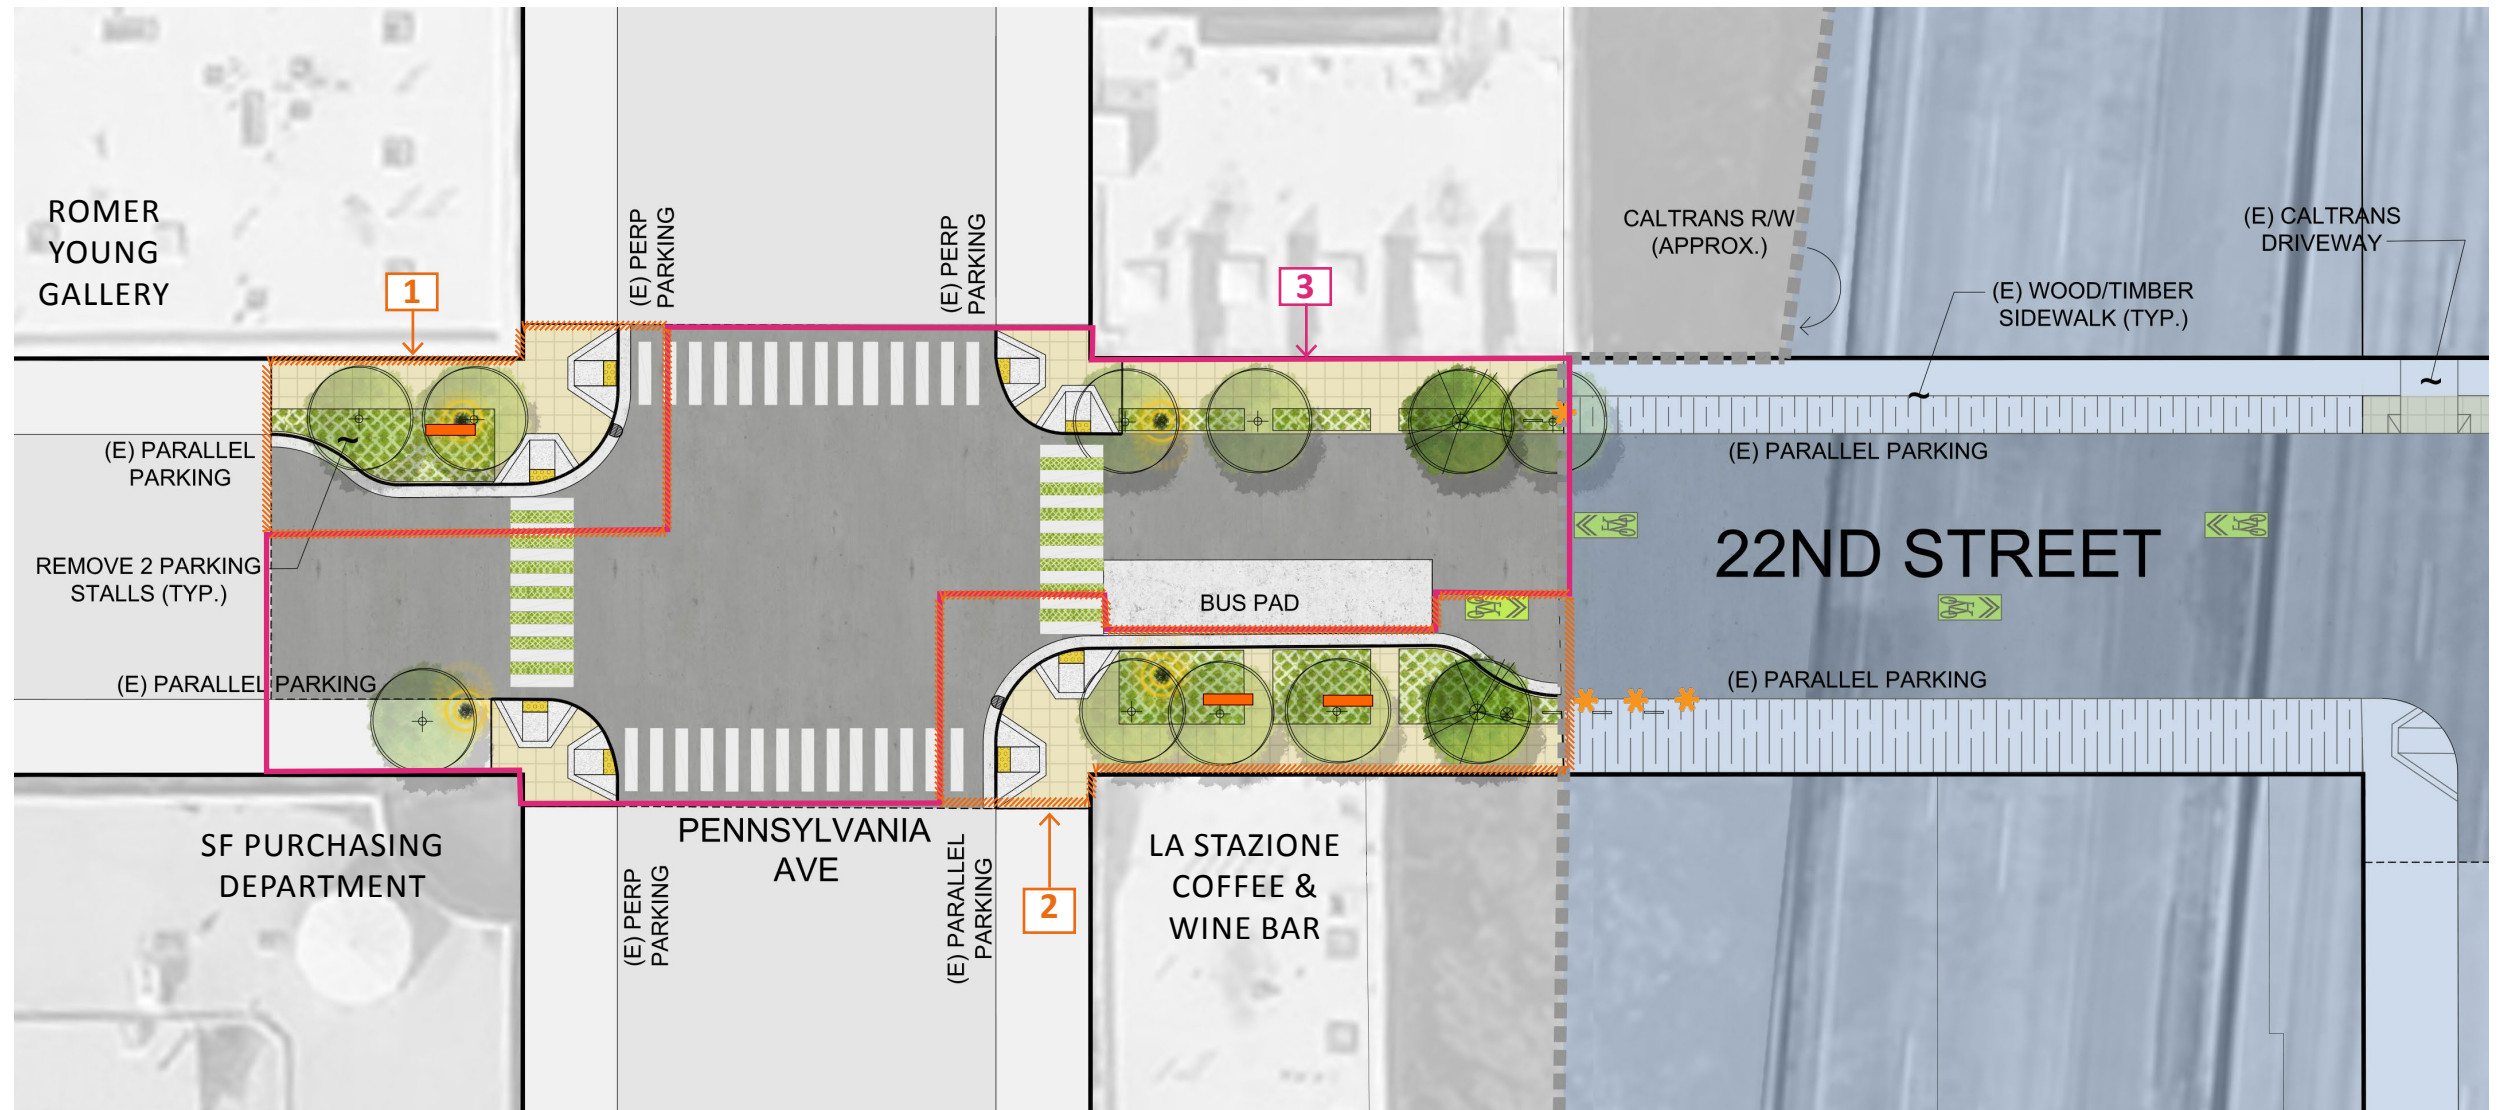 ROMER
YOUNG
GALLERY
1
(E) PERP
PARKING
(E) PERP
PARKING
3
CALTRANS R/W
(APPROX.)
(E) CALTRANS
DRIVEWAY
(E) WOOD/TIMBER
SIDEWALK (TYP.)
(E) PARALLEL
PARKING
(E) PARALLEL PARKING
REMOVE 2 PARKING
STALLS (TYP.)
22ND STREET
BUS PAD
(E) PARALLEL PARKING
(E) PARALLEL PARKING
SF PURCHASING
DEPARTMENT
(E) PERP
PARKING
PENNSYLVANIA
AVE
(E) PARALLEL
PARKING
2
LA STAZIONE
COFFEE &
WINE BAR